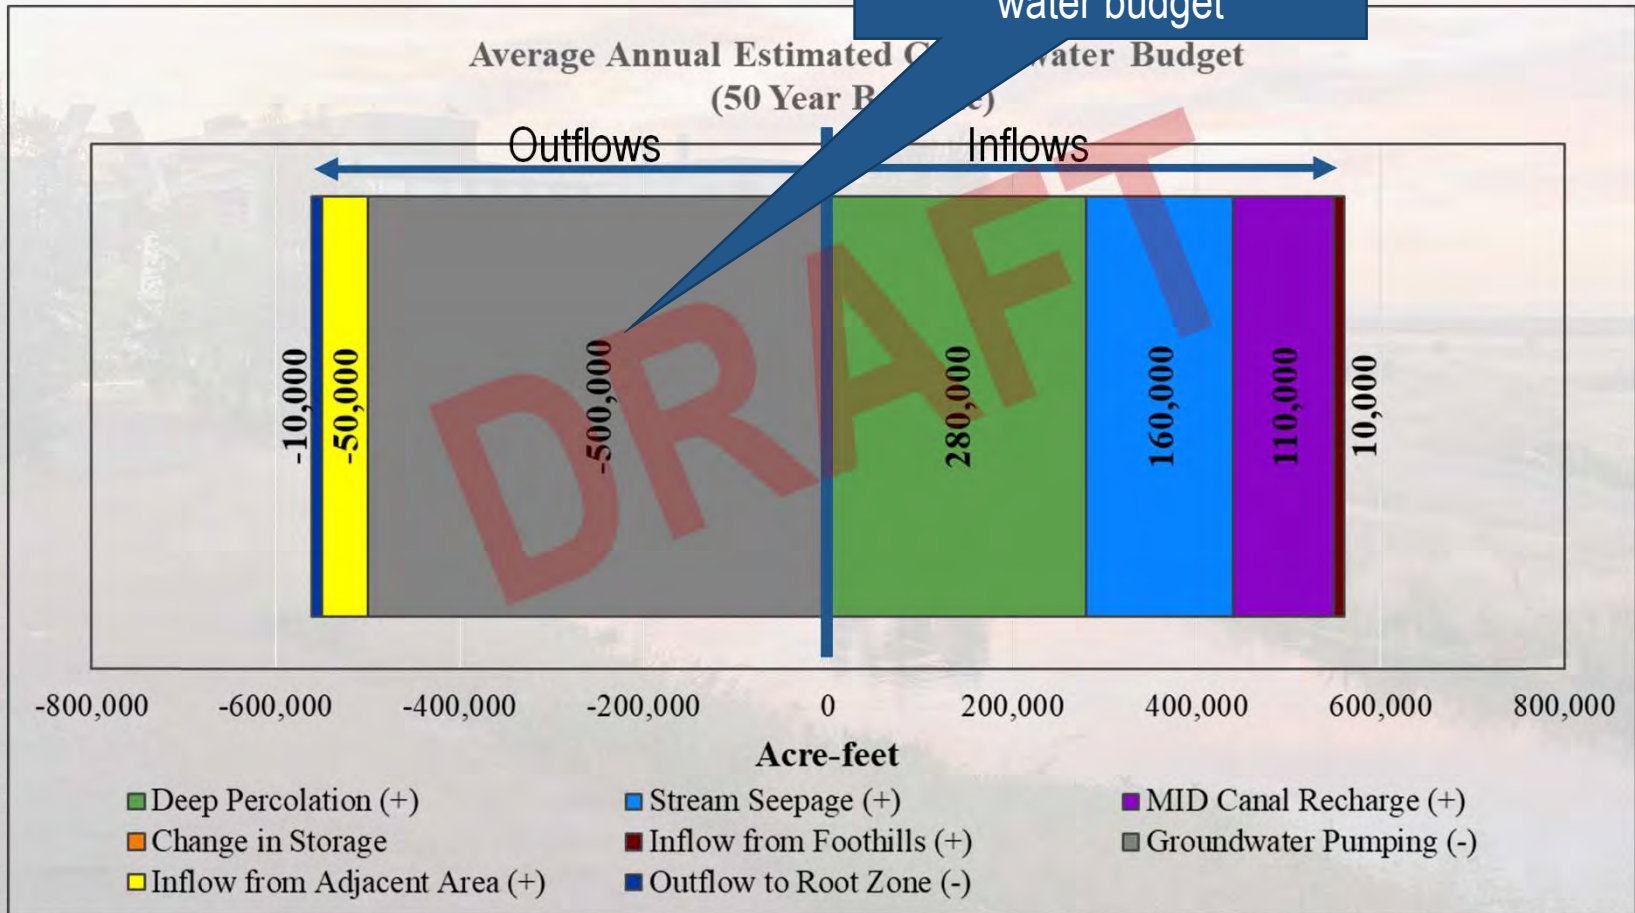 water budget
Average Annual Estimated water Budget
(50 Year
Outflows
Inflows
DRAFT
-10,000
-50,000
-500,000
280,000
160,000
110,000
10,000
-800,000 -600,000 -400,000 -200,000 0 200,000 400,000 600,000 800,000
Acre-feet
Deep Percolation (+) Stream Seepage (+) MID Canal Recharge (+)
Change in Storage Inflow from Foothills (+) Groundwater Pumping (-)
Inflow from Adjacent Area (+) Outflow to Root Zone (-)